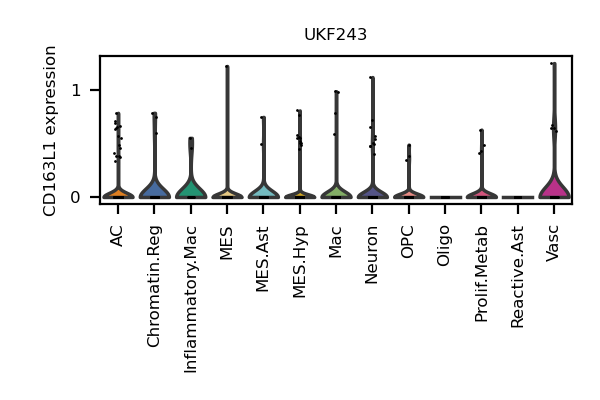 UKF243
CD163L1 expression
1
0
AC
Chromatin.Reg
Inflammatory.Mac
MES
MES.Ast
MES.Hyp
Mac
Neuron
OPC
Oligo
Prolif.Metab
Reactive.Ast
Vasc